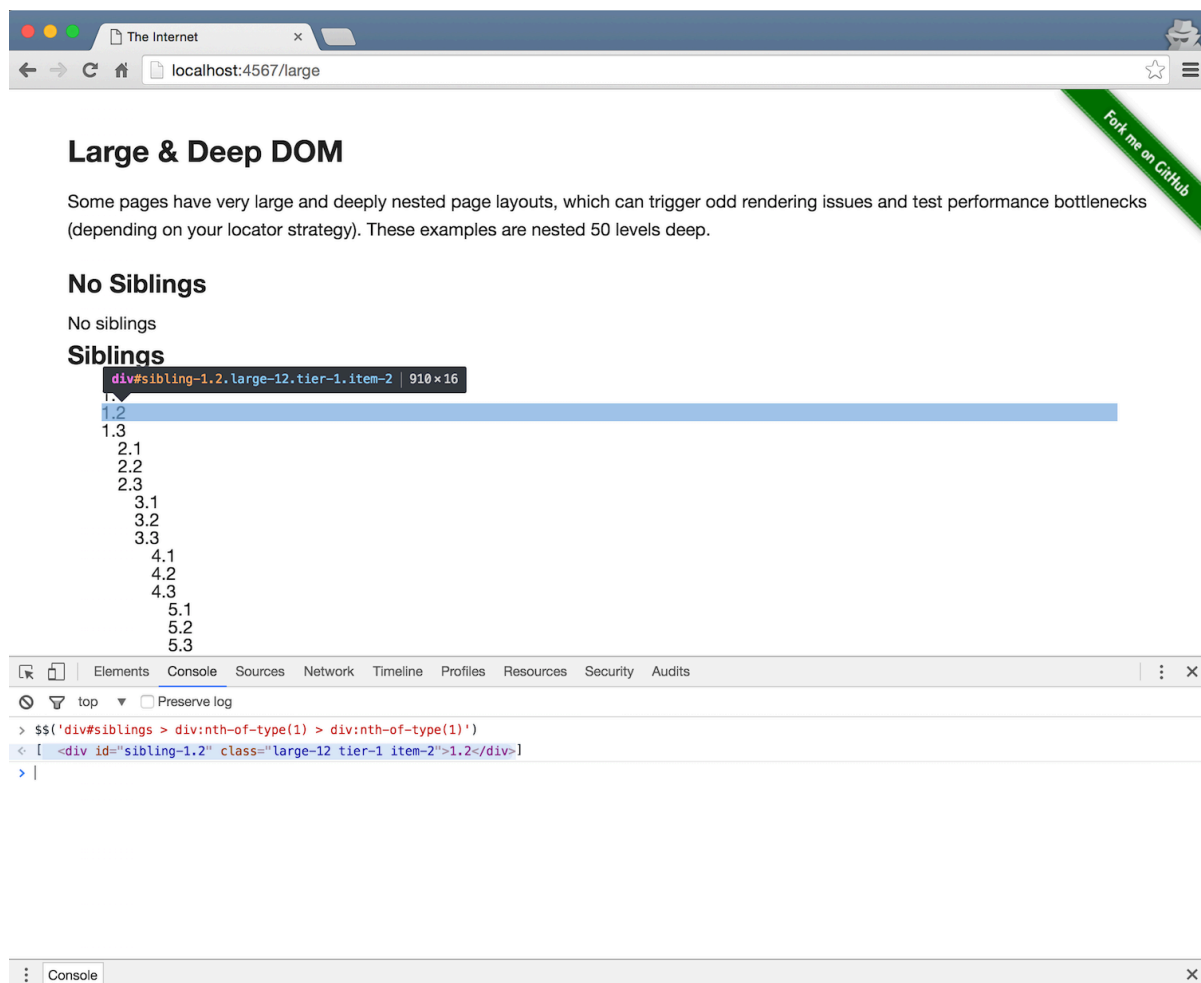 The Internet
localhost:4567/large
Fork me on GitHub
Large & Deep DOM
Some pages have very large and deeply nested page layouts, which can trigger odd rendering issues and test performance bottlenecks
(depending on your locator strategy). These examples are nested 50 levels deep.
No Siblings
No siblings
Siblings
div#sibling-1.2.large-12.tier-1.item-2 | 910 × 16
1.2
1.3
2.1
2.2
2.3
3.1
3.2
3.3
4.1
4.2
4.3
5.1
5.2
5.3
Elements Console Sources Network Timeline Profiles Resources Security Audits
top ▼ Preserve log
> $$('div#siblings > div:nth-of-type(1) > div:nth-of-type(1)')
[ <div id="sibling-1.2" class="large-12 tier-1 item-2">1.2</div>]
>
Console